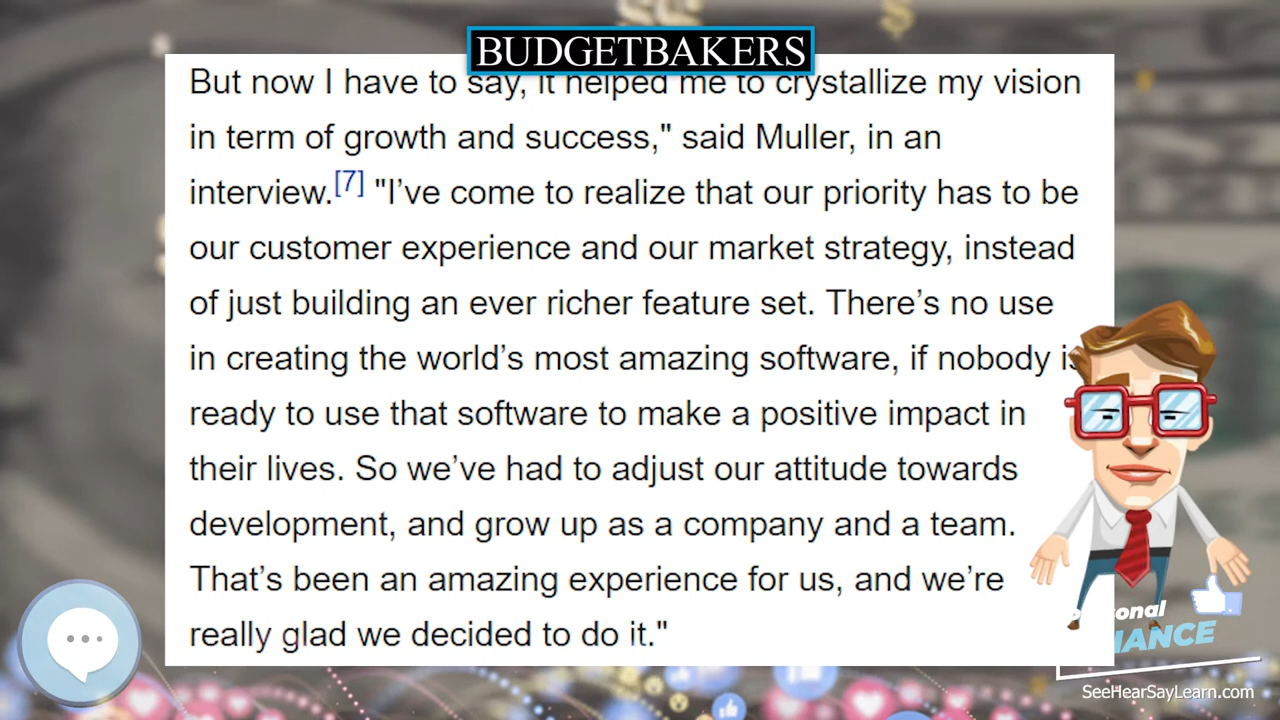 BUDGETBAKERS
But now I have to say, it helped me to crystallize my vision
in term of growth and success," said Muller, in an
interview.[7] "I’ve come to realize that our priority has to be
our customer experience and our market strategy, instead
of just building an ever richer feature set. There’s no use
in creating the world’s most amazing software, if nobody is
ready to use that software to make a positive impact in
their lives. So we’ve had to adjust our attitude towards
development, and grow up as a company and a team.
That’s been an amazing experience for us, and we’re
really glad we decided to do it."
SeeHearSayLearn.com